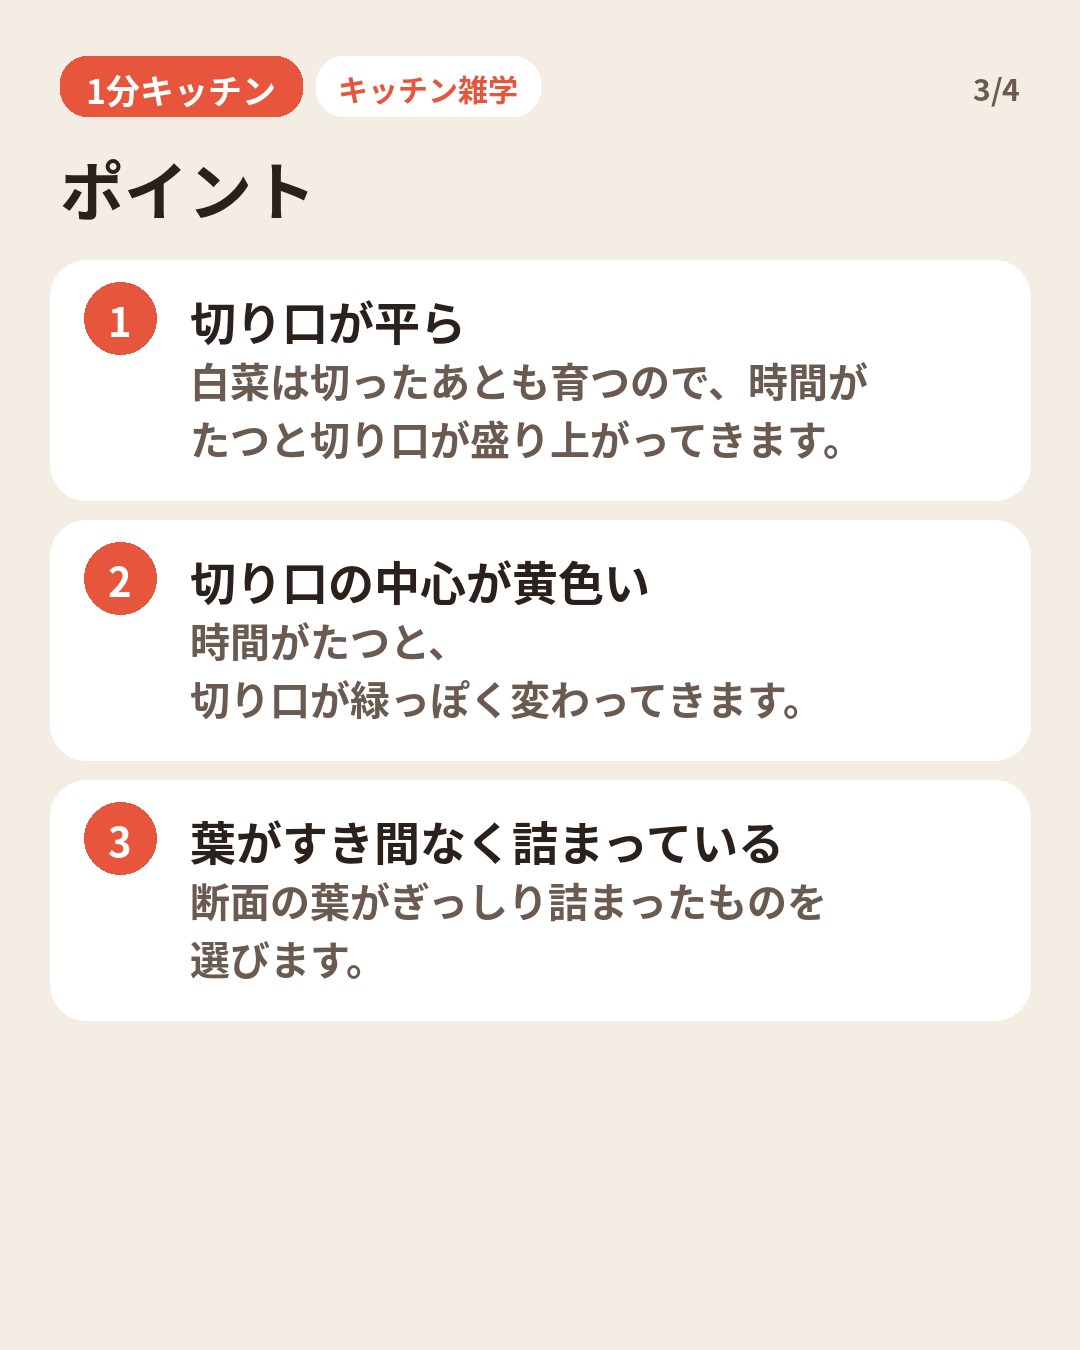 1分キッチン キッチン雑学 3/4
ポイント
1 切り口が平ら
白菜は切ったあとも育つので、時間が
たつと切り口が盛り上がってきます。
2 切り口の中心が黄色い
時間がたつと、
切り口が緑っぽく変わってきます。
3 葉がすき間なく詰まっている
断面の葉がぎっしり詰まったものを
選びます。